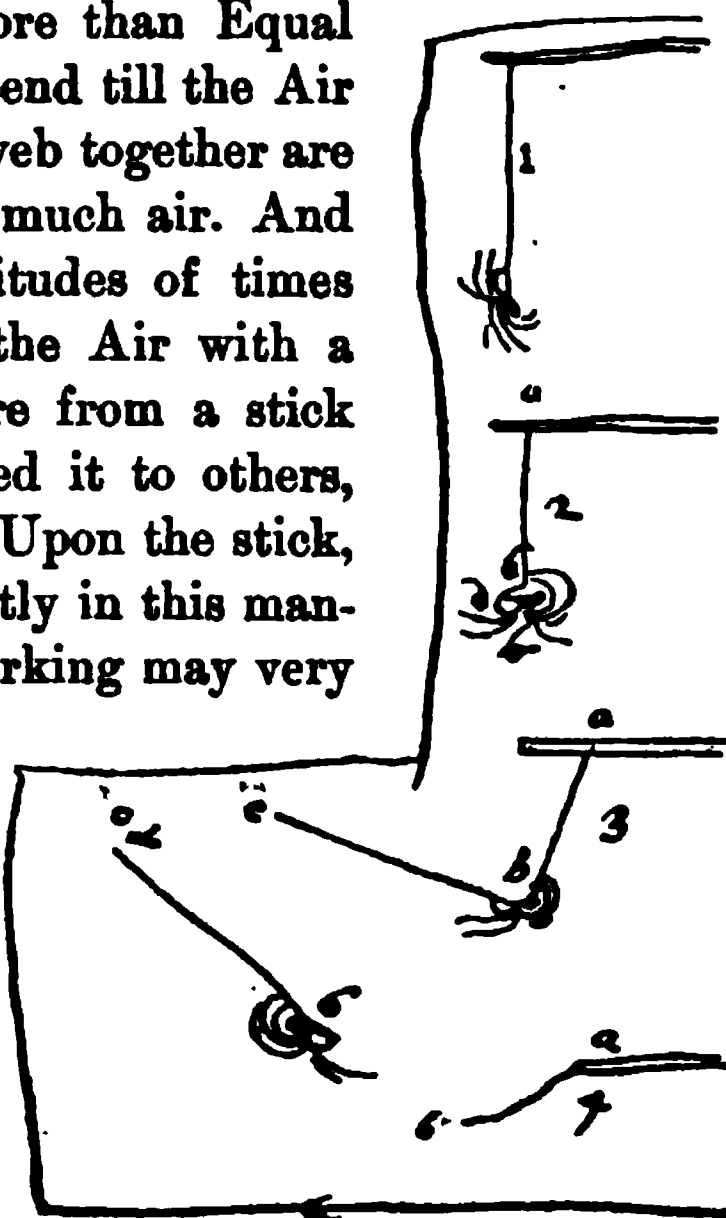 ore than Equal
end till the Air
veb together are
much air. And
itudes of times
the Air with a
re from a stick
ed it to others,
Upon the stick,
tly in this man-
rking may very
1
a
2
b
a
3
c
b
d
b
a
4
b